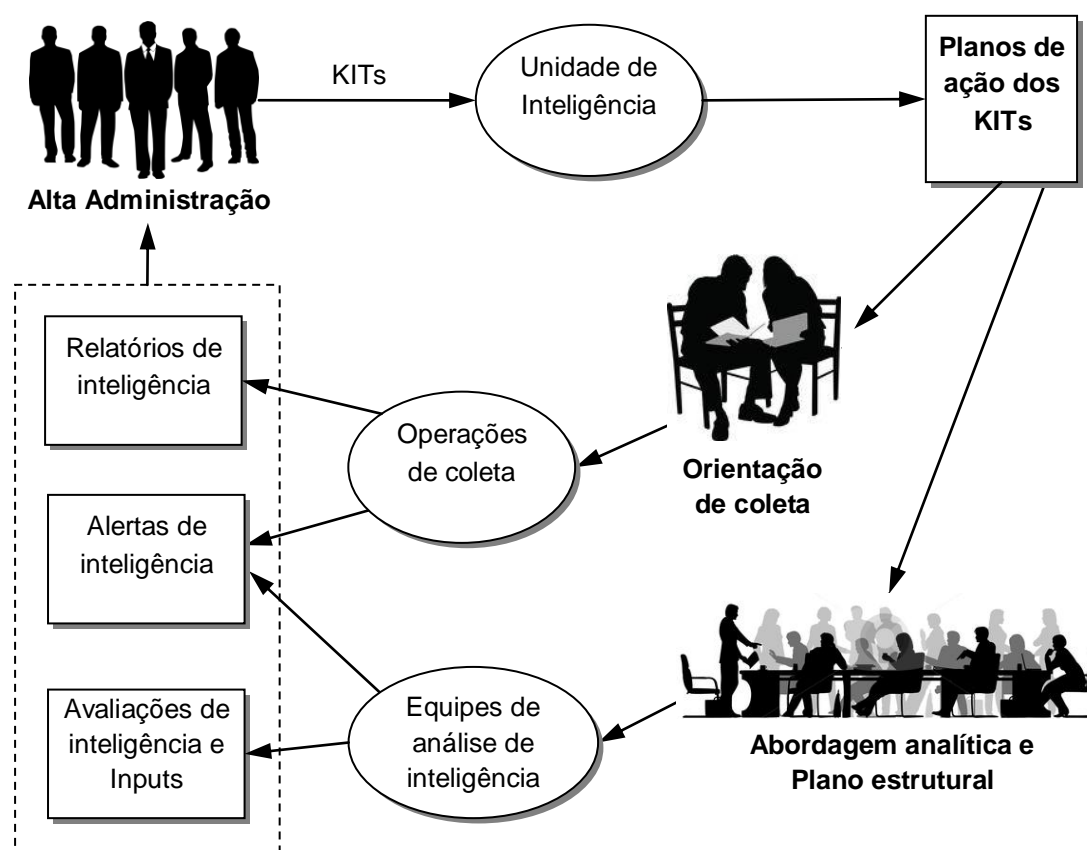 KITs
Unidade de
Inteligência
Planos de
ação dos
KITs
Alta Administração
Relatórios de
inteligência
Operações
de coleta
Orientação
de coleta
Alertas de
inteligência
Avaliações de
inteligência e
Inputs
Equipes de
análise de
inteligência
Abordagem analítica e
Plano estrutural